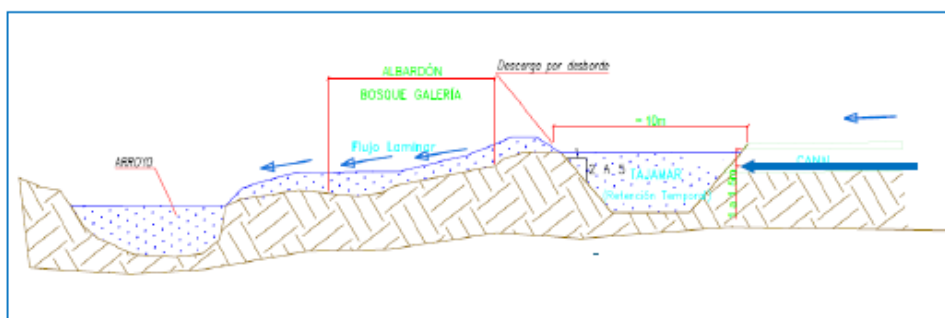 Descarga por desborde
ALBARDÓN
BOSQUE GALERÍA
≈10m
Flujo Laminar
ARROYO
CANAL
TAJAMAR
(Retención Temporal)